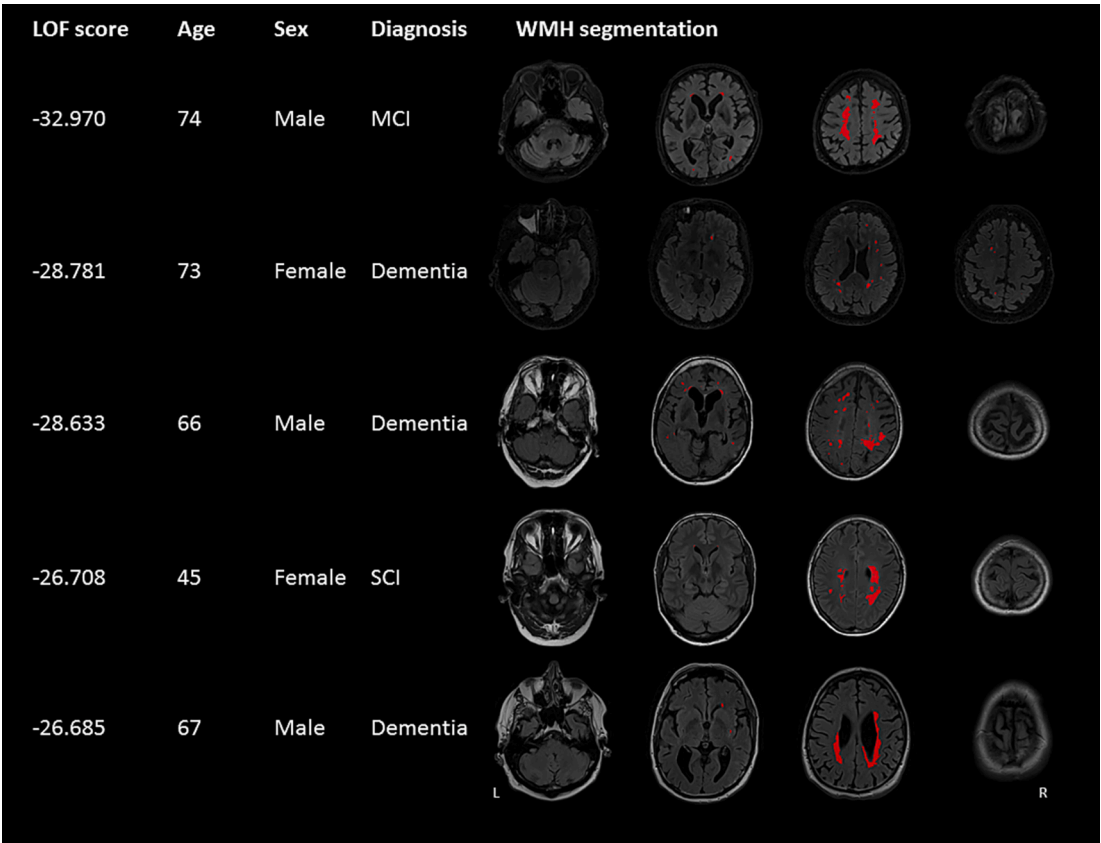 LOF score Age Sex Diagnosis WMH segmentation
-32.970 74 Male MCI
-28.781 73 Female Dementia
-28.633 66 Male Dementia
-26.708 45 Female SCI
-26.685 67 Male Dementia
L R